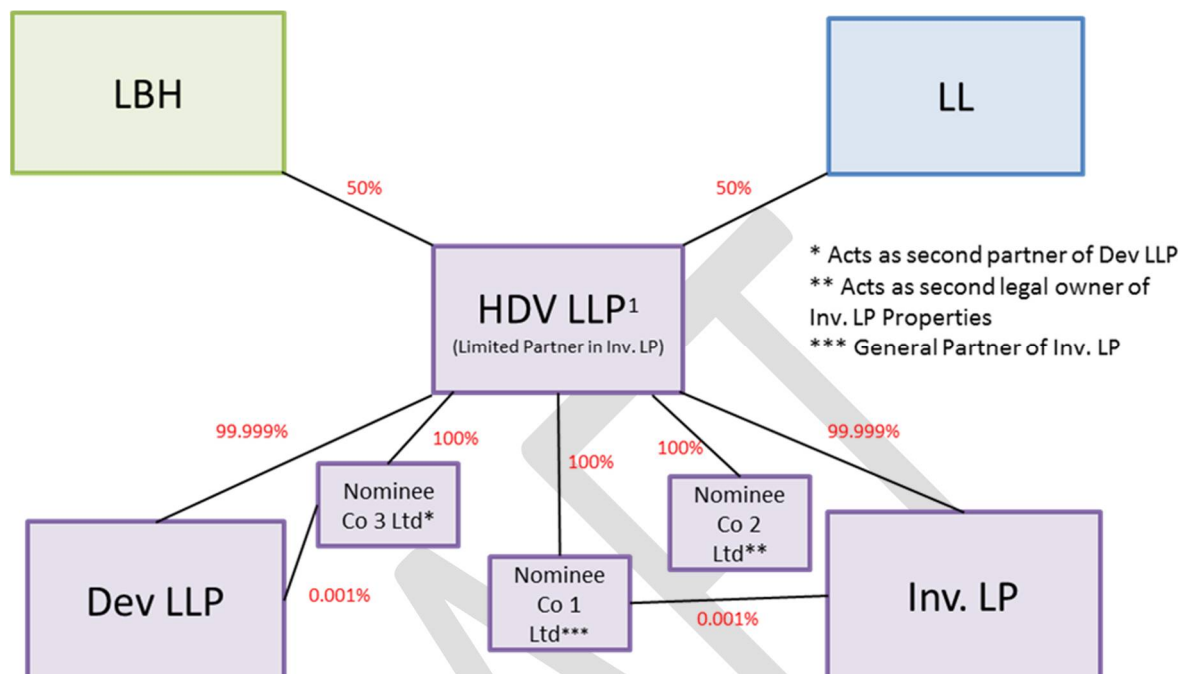 LBH
LL
50%
50%
HDV LLP¹
(Limited Partner in Inv. LP)
* Acts as second partner of Dev LLP
** Acts as second legal owner of
Inv. LP Properties
*** General Partner of Inv. LP
99.999%
100%
100%
100%
99.999%
Nominee
Co 3 Ltd*
Nominee
Co 2
Ltd**
Nominee
Co 1
Ltd***
Dev LLP
0.001%
0.001%
Inv. LP